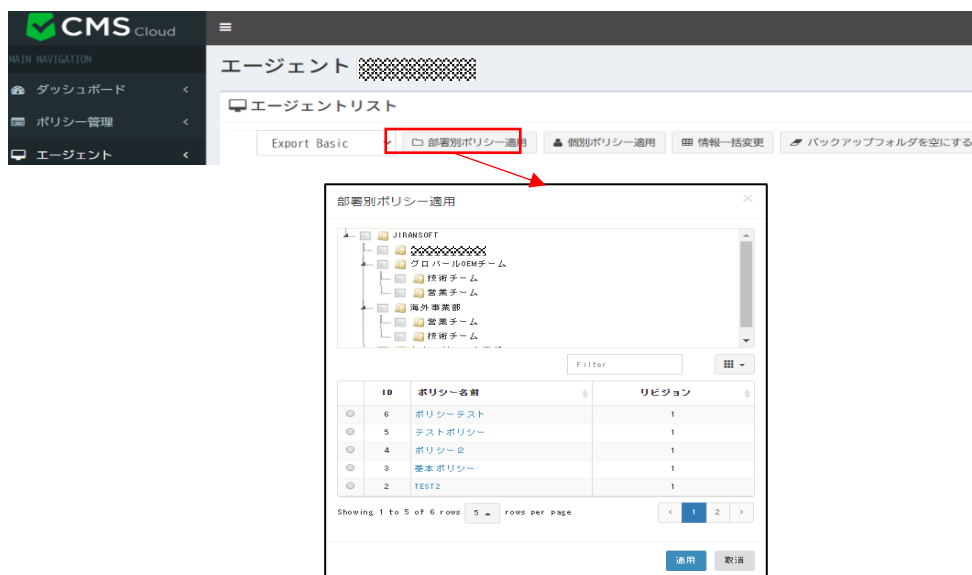 CMS Cloud
MAIN NAVIGATION
ダッシュボード
ポリシー管理
エージェント
エージェント
エージェントリスト
Export Basic 部署別ポリシー適用 個別ポリシー適用 情報一括変更 バックアップフォルダを空にする
部署別ポリシー適用
JIRANSOFT
グロバールOEMチーム
技術チーム
営業チーム
海外事業部
営業チーム
技術チーム
Filter
ID ポリシー名前 リビジョン
6 ポリシーテスト 1
5 テストポリシー 1
4 ポリシー2 1
3 基本ポリシー 1
2 TEST2 1
Showing 1 to 5 of 6 rows 5 rows per page < 1 2 >
適用 取消